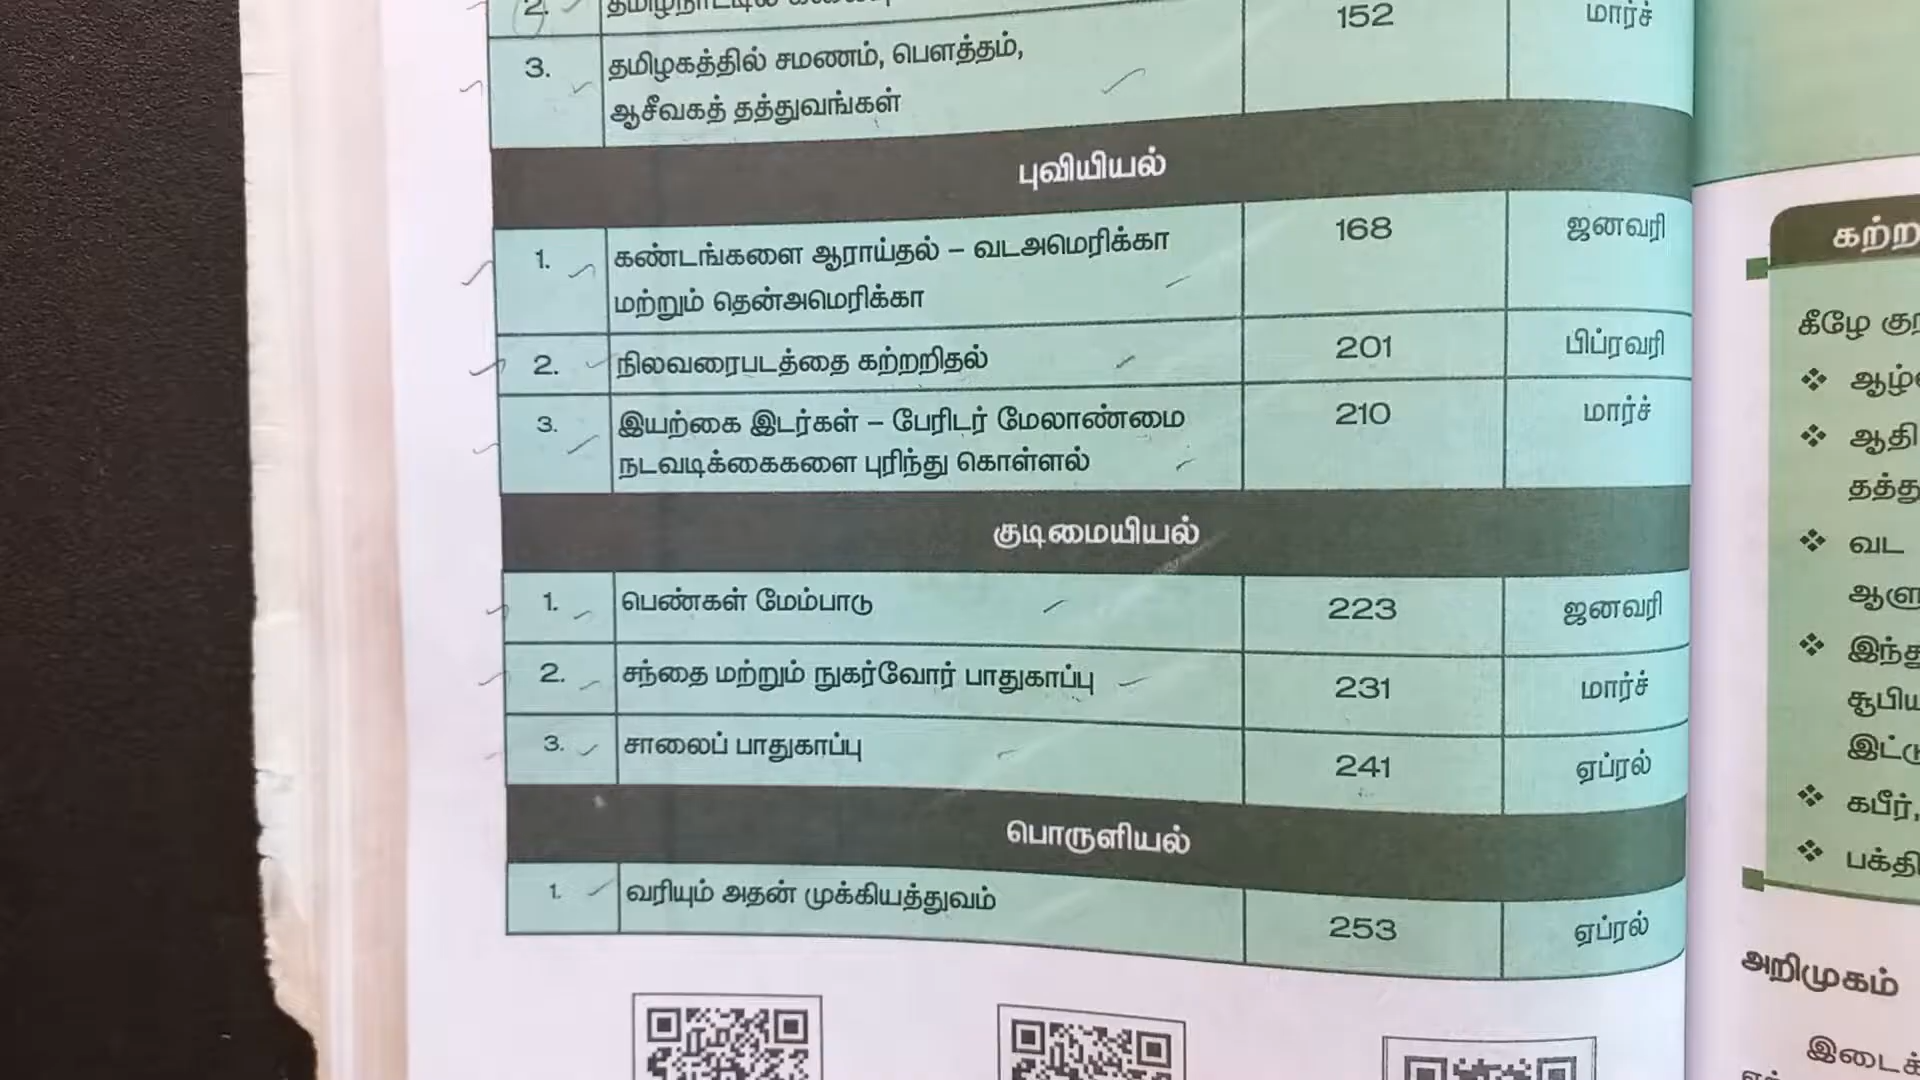 2.
152
மார்ச்
3.
தமிழகத்தில் சமணம், பௌத்தம்,
ஆசீவகத் தத்துவங்கள்
புவியியல்
1.
கண்டங்களை ஆராய்தல் – வடஅமெரிக்கா
மற்றும் தென்அமெரிக்கா
168
ஜனவரி
2.
நிலவரைபடத்தை கற்றறிதல்
201
பிப்ரவரி
3.
இயற்கை இடர்கள் – பேரிடர் மேலாண்மை
நடவடிக்கைகளை புரிந்து கொள்ளல்
210
மார்ச்
குடிமையியல்
1.
பெண்கள் மேம்பாடு
223
ஜனவரி
2.
சந்தை மற்றும் நுகர்வோர் பாதுகாப்பு
231
மார்ச்
3.
சாலைப் பாதுகாப்பு
241
ஏப்ரல்
பொருளியல்
1.
வரியும் அதன் முக்கியத்துவம்
253
ஏப்ரல்
கீழே
வட
கபீர்,
அறிமுகம்